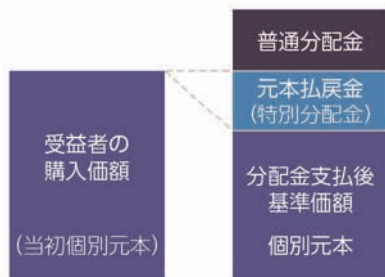 普通分配金
元本払戻金
(特別分配金)
受益者の
購入価額
(当初個別元本)
分配金支払後
基準価額
個別元本